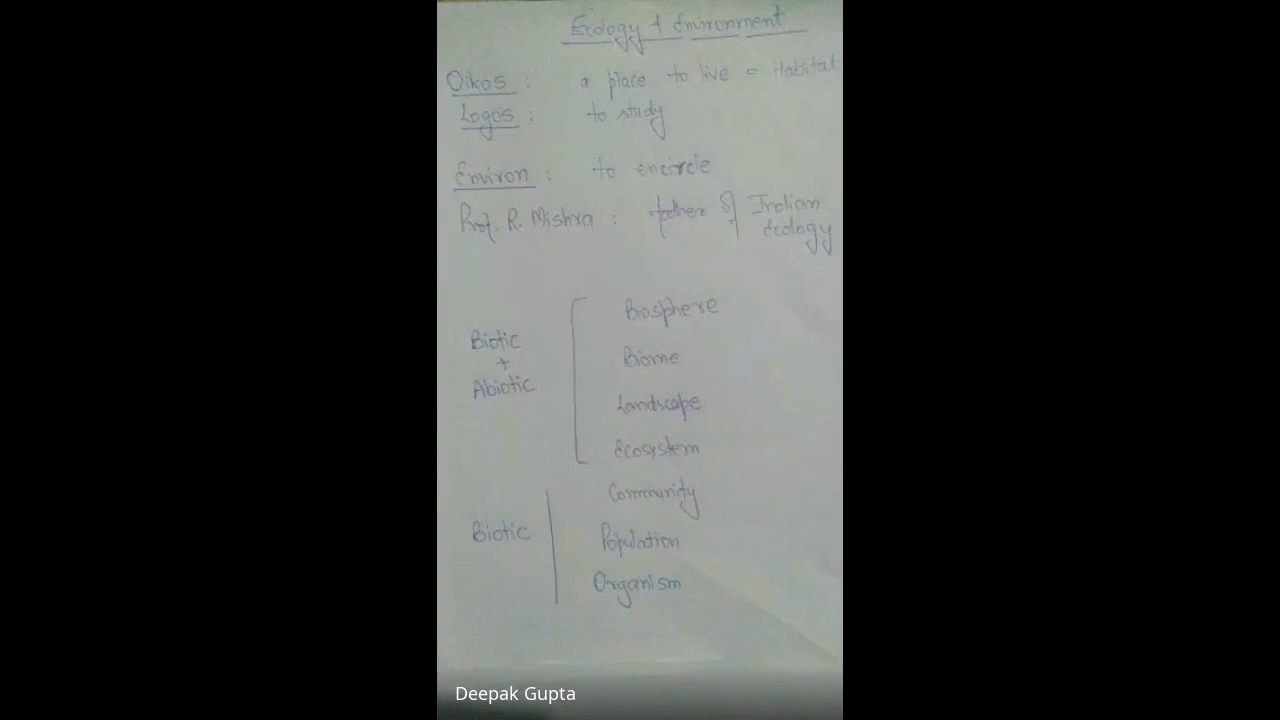 Ecology & Environment
Oikos : a place to live = Habitat
Logos : to study
Environ : to encircle
Prof. R. Mishra : father of Indian
Ecology
Biosphere
Biotic
Biome
+
Abiotic
Landscape
Ecosystem
Community
Biotic
Population
Organism
Deepak Gupta